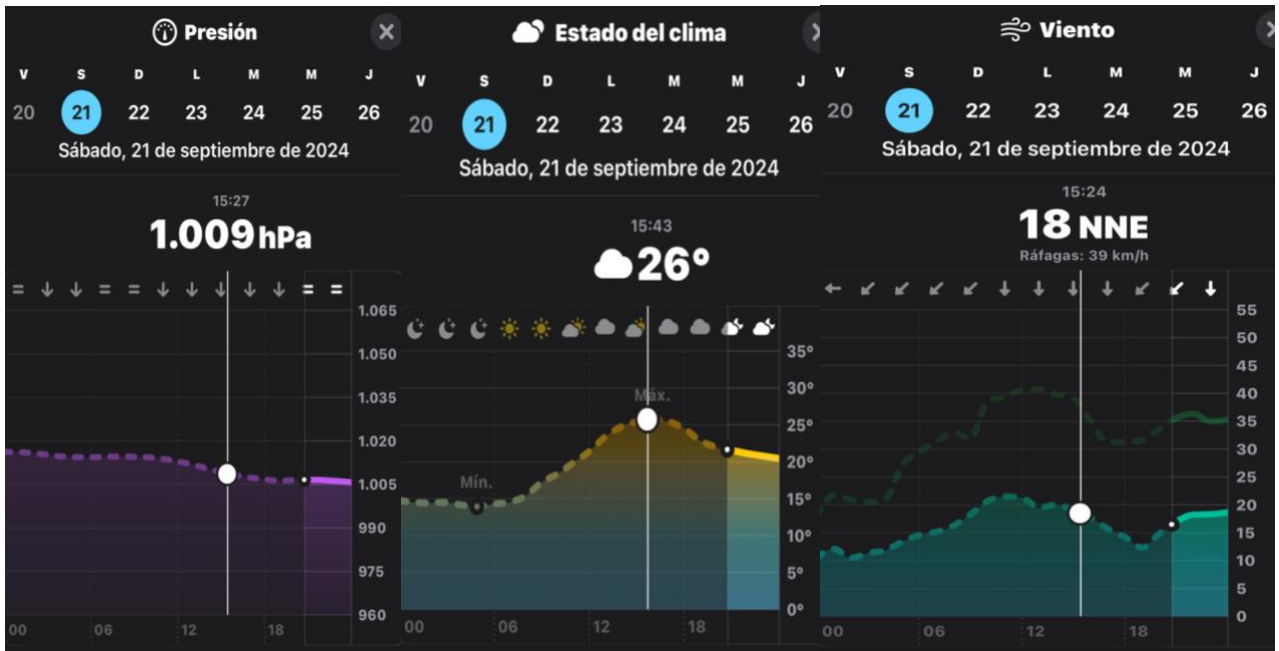 Presión
V S D L M M J
20 21 22 23 24 25 26
Sábado, 21 de septiembre de 2024
15:27
1.009 hPa
1.065
1.050
1.035
1.020
1.005
990
975
960
00 06 12 18
Estado del clima
V S D L M M J
20 21 22 23 24 25 26
Sábado, 21 de septiembre de 2024
15:43
26°
Máx.
Mín.
35°
30°
25°
20°
15°
10°
5°
0°
00 06 12 18
Viento
V S D L M M J
20 21 22 23 24 25 26
Sábado, 21 de septiembre de 2024
15:24
18 NNE
Ráfagas: 39 km/h
55
50
45
40
35
30
25
20
15
10
5
0
00 06 12 18